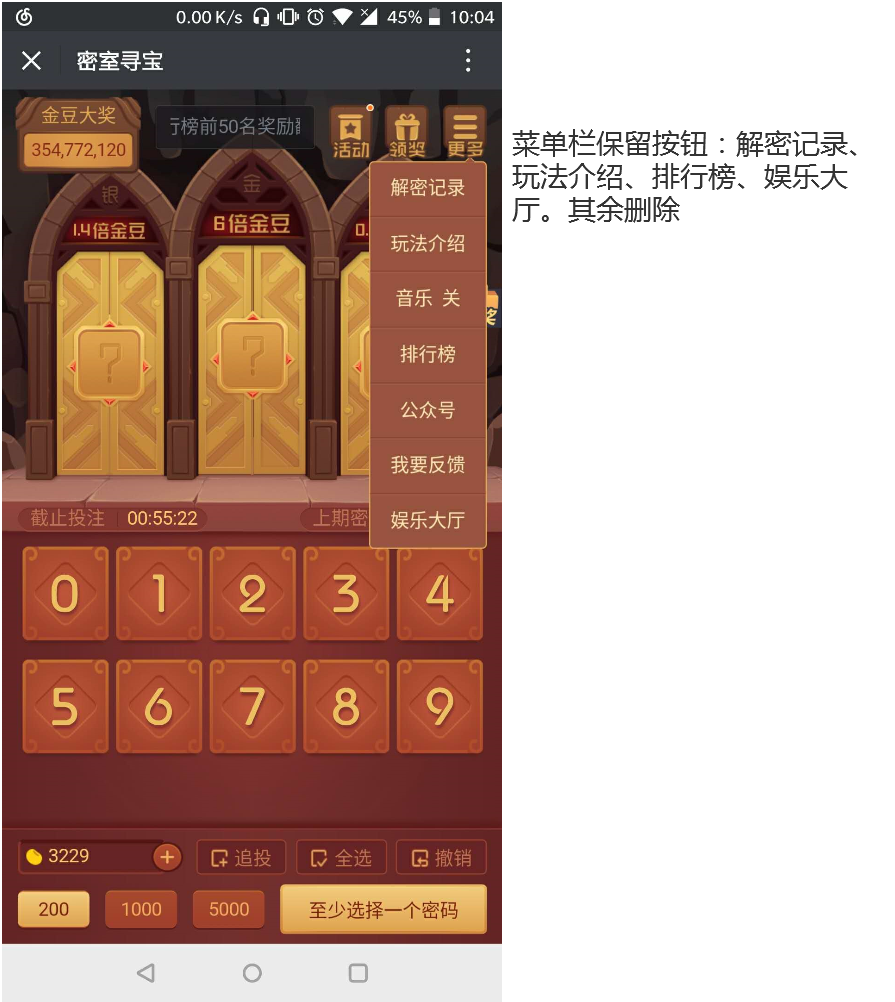 0.00 K/s 45% 10:04
密室寻宝
金豆大奖
354,772,120
行榜前50名奖励
活动 领奖 更多
银
1.4倍金豆
金
6倍金豆
0.
解密记录
玩法介绍
音乐 关
排行榜
公众号
我要反馈
娱乐大厅
奖
截止投注 00:55:22
上期密
0 1 2 3 4
5 6 7 8 9
3229
追投 全选 撤销
200 1000 5000 至少选择一个密码
菜单栏保留按钮：解密记录、
玩法介绍、排行榜、娱乐大
厅。其余删除